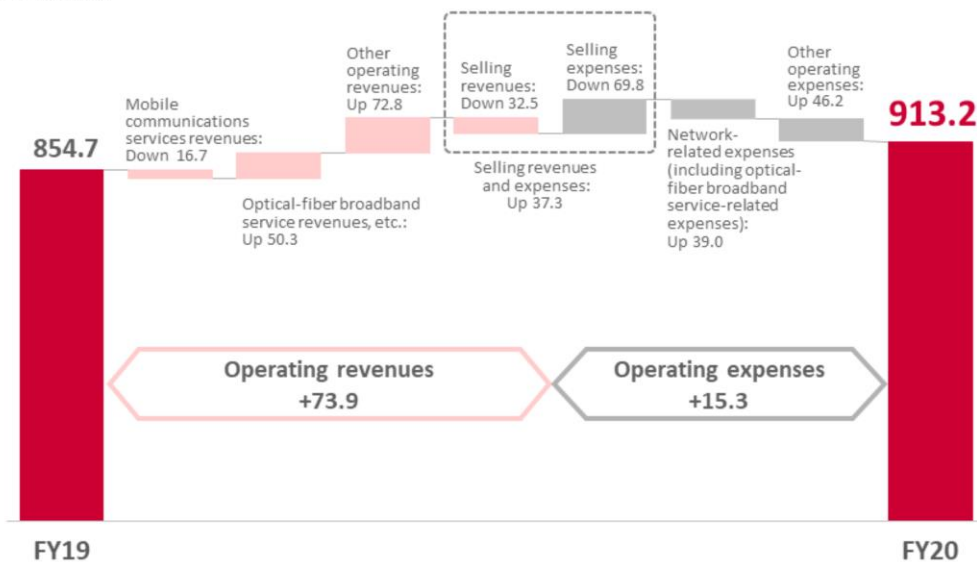 Other
operating
revenues:
Up 72.8
Selling
revenues:
Down 32.5
Selling
expenses:
Down 69.8
Other
operating
expenses:
Up 46.2
Mobile
communications
services revenues:
Down 16.7
854.7
913.2
Optical-fiber broadband
service revenues, etc.:
Up 50.3
Selling revenues
and expenses:
Up 37.3
Network-
related expenses
(including optical-
fiber broadband
service-related
expenses):
Up 39.0
Operating revenues
+73.9
Operating expenses
+15.3
FY19
FY20